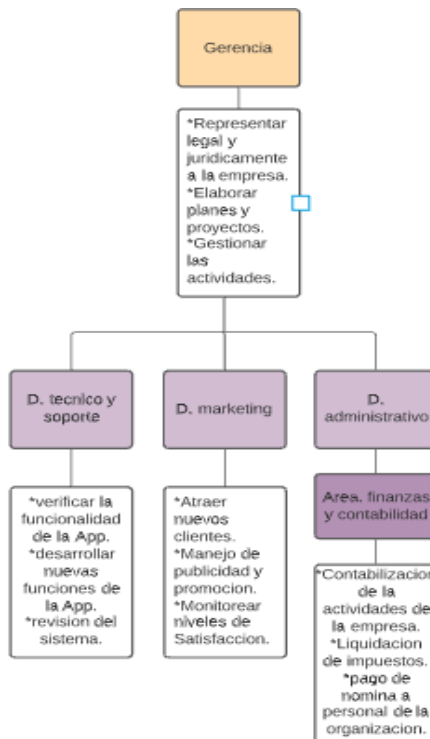 Gerencia
*Representar
legal y
juridicamente
a la empresa.
*Elaborar
planes y
proyectos.
*Gestionar
las
actividades.
D. tecnico y
soporte
D. marketing
D.
administrativo
*verificar la
funcionalidad
de la App.
*desarrollar
nuevas
funciones de
la App.
*revision del
sistema.
*Atraer
nuevos
clientes.
*Manejo de
publicidad y
promocion.
*Monitorear
niveles de
Satisfaccion.
Area. finanzas
y contabilidad
*Contabilizacion
de la
actividades de
la empresa.
*Liquidacion
de impuestos.
*pago de
nomina a
personal de la
organizacion.